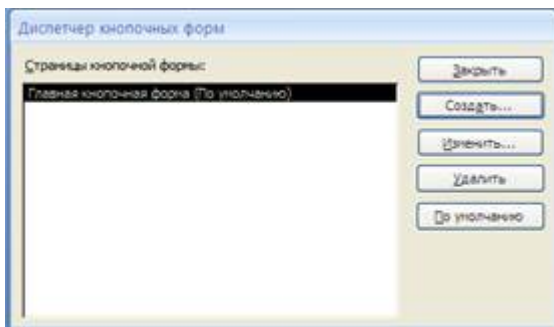 Диспетчер кнопочных форм
Страницы кнопочной формы:
Главная кнопочная форма (По умолчанию)
Закрыть
Создать...
Изменить...
Удалить
По умолчанию